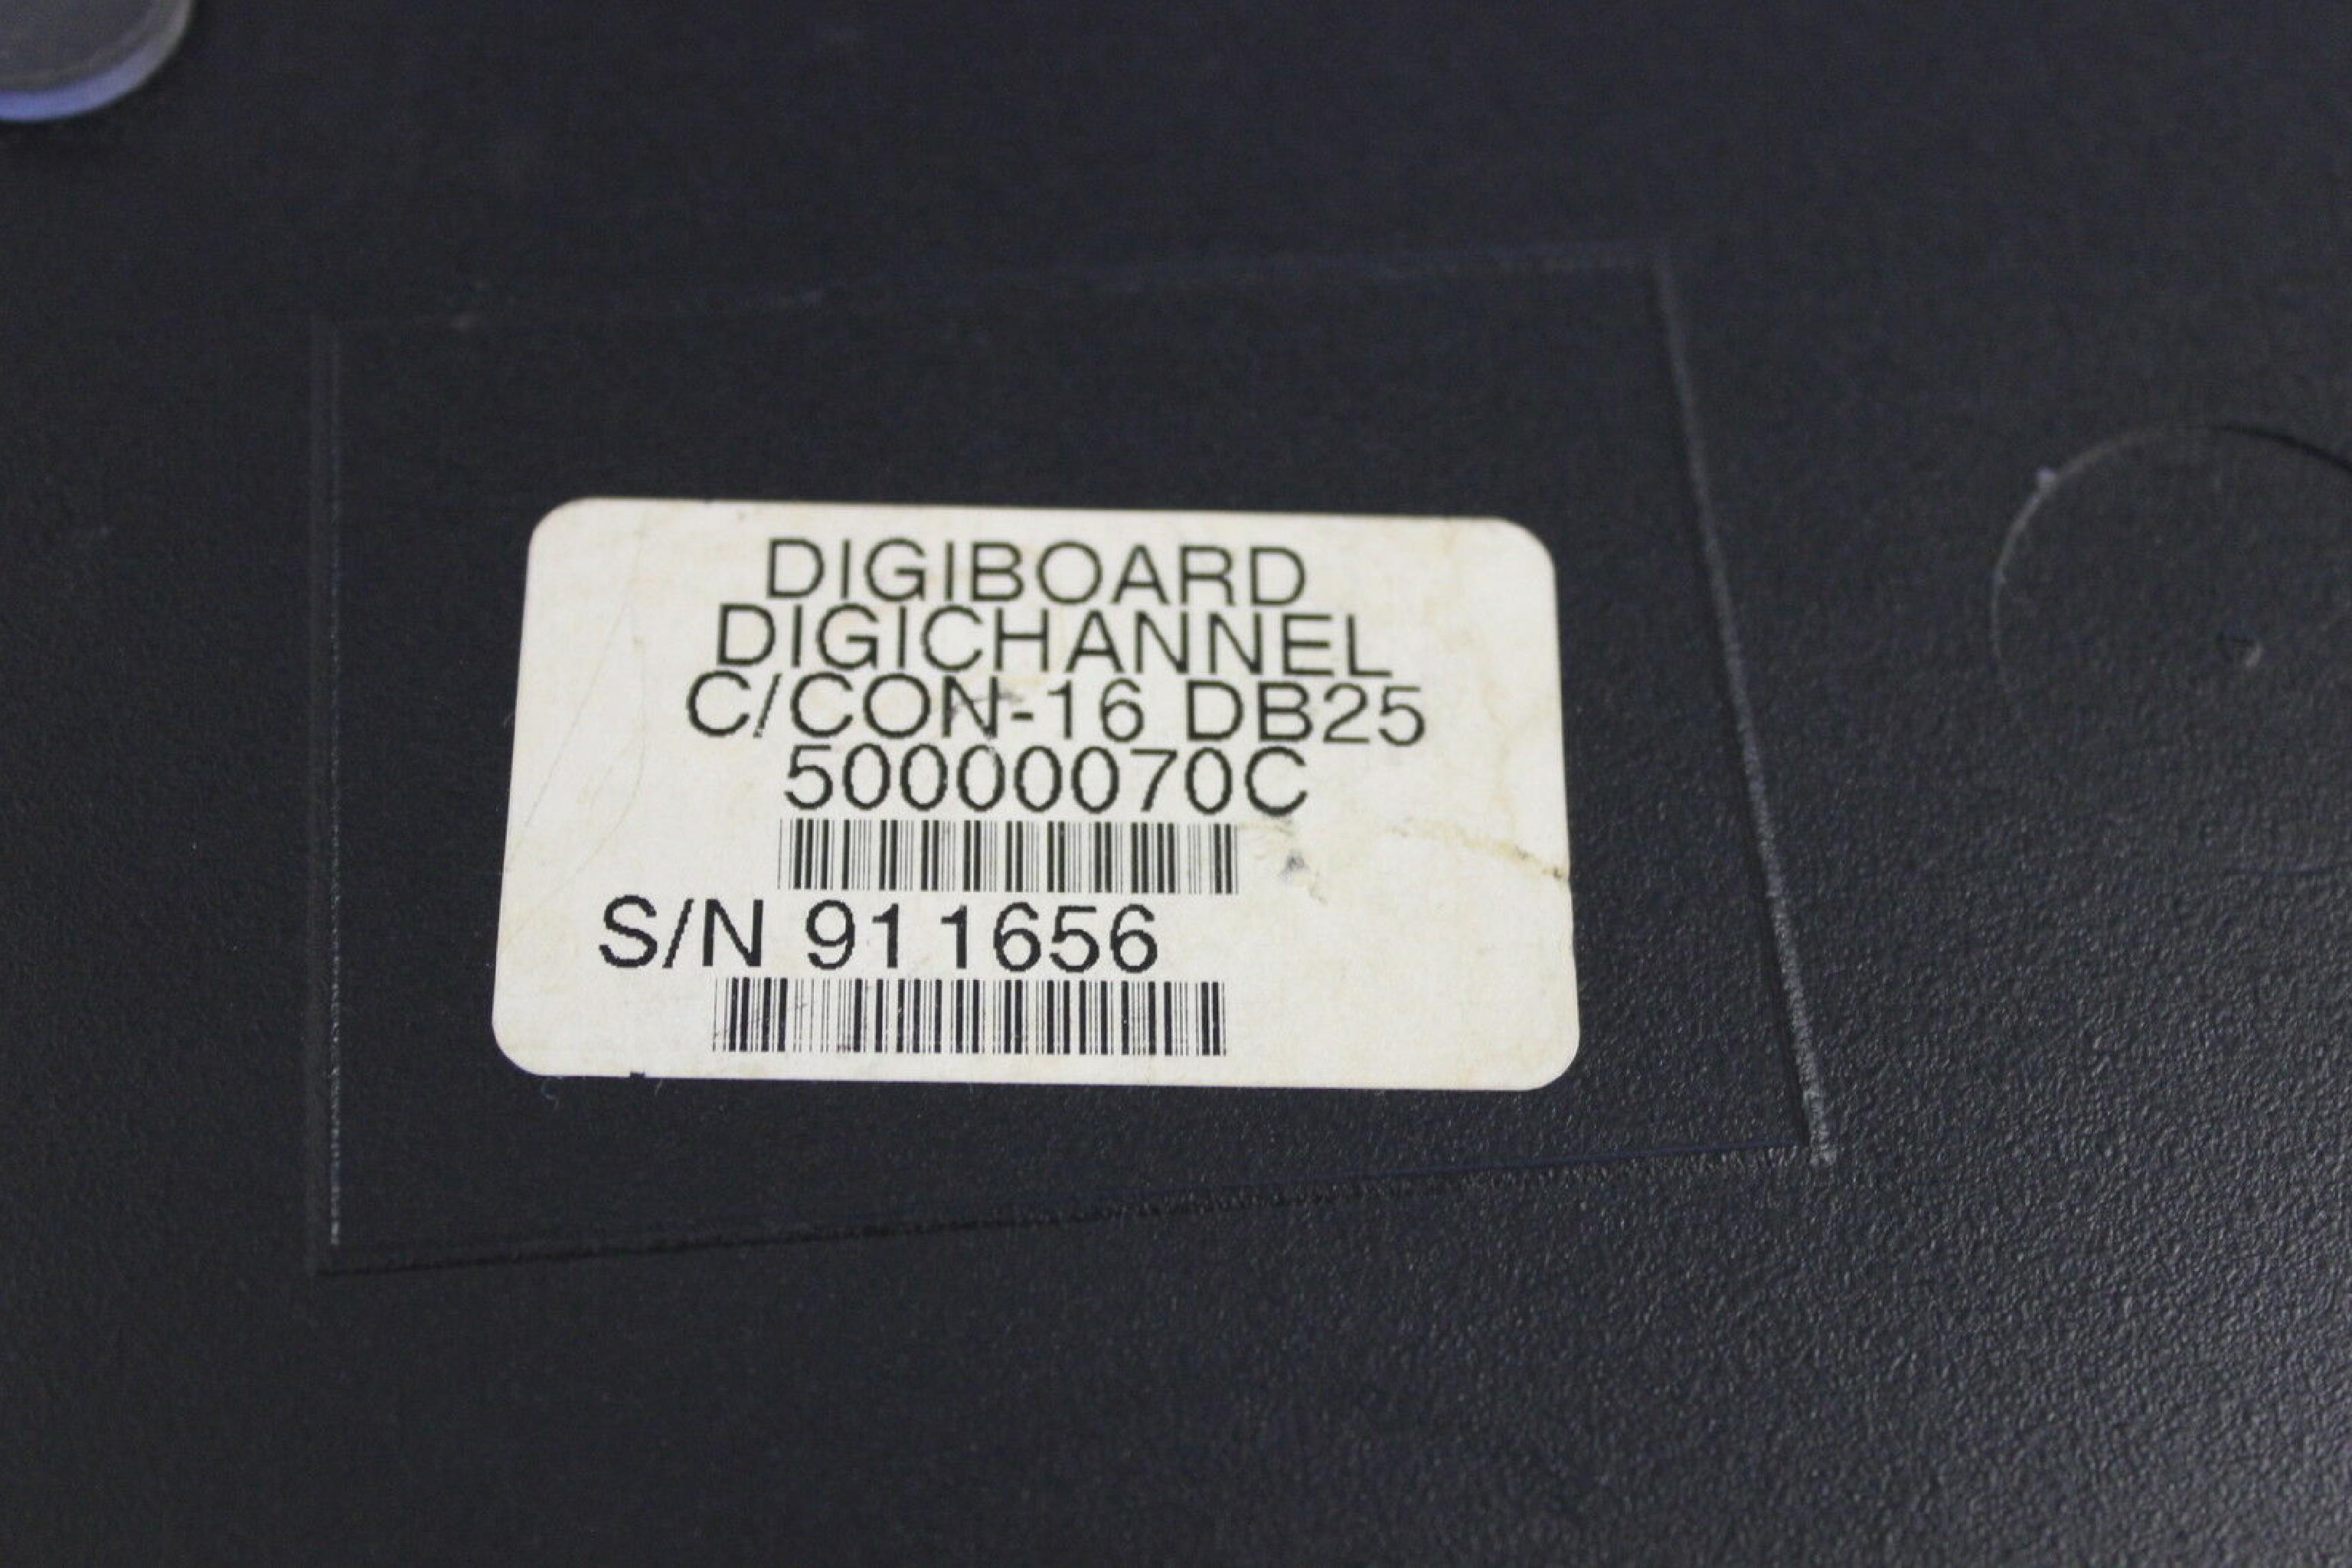 DIGIBOARD
DIGICHANNEL
C/CON-16 DB25
50000070C
S/N 911656